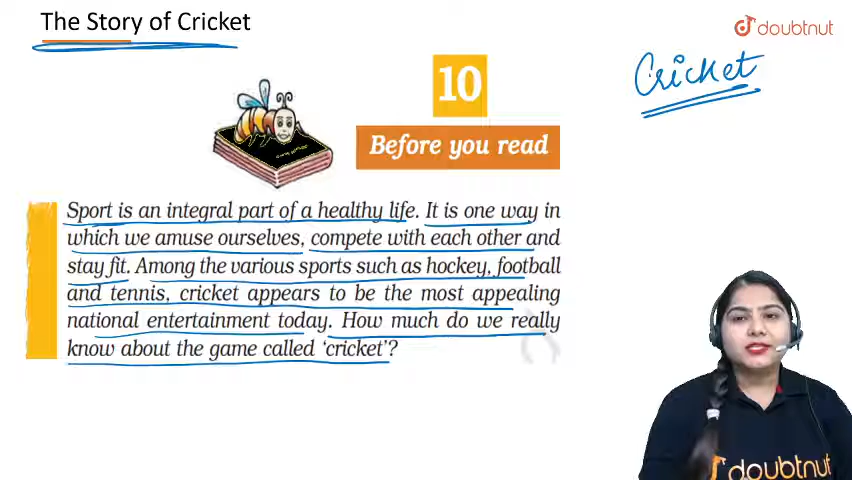 The Story of Cricket
doubtnut
Cricket
10
Before you read
Sport is an integral part of a healthy life. It is one way in
which we amuse ourselves, compete with each other and
stay fit. Among the various sports such as hockey, football
and tennis, cricket appears to be the most appealing
national entertainment today. How much do we really
know about the game called ‘cricket’?
doubtnut